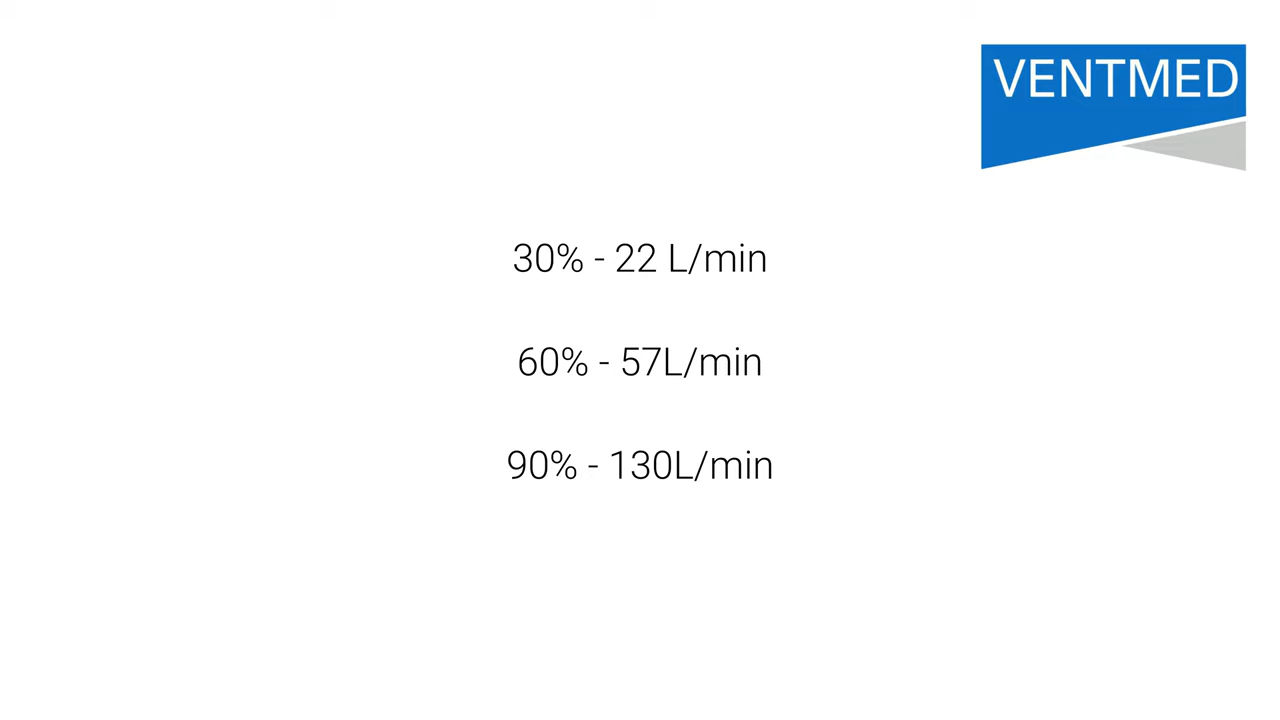 VENTMED
30% - 22 L/min
60% - 57L/min
90% - 130L/min